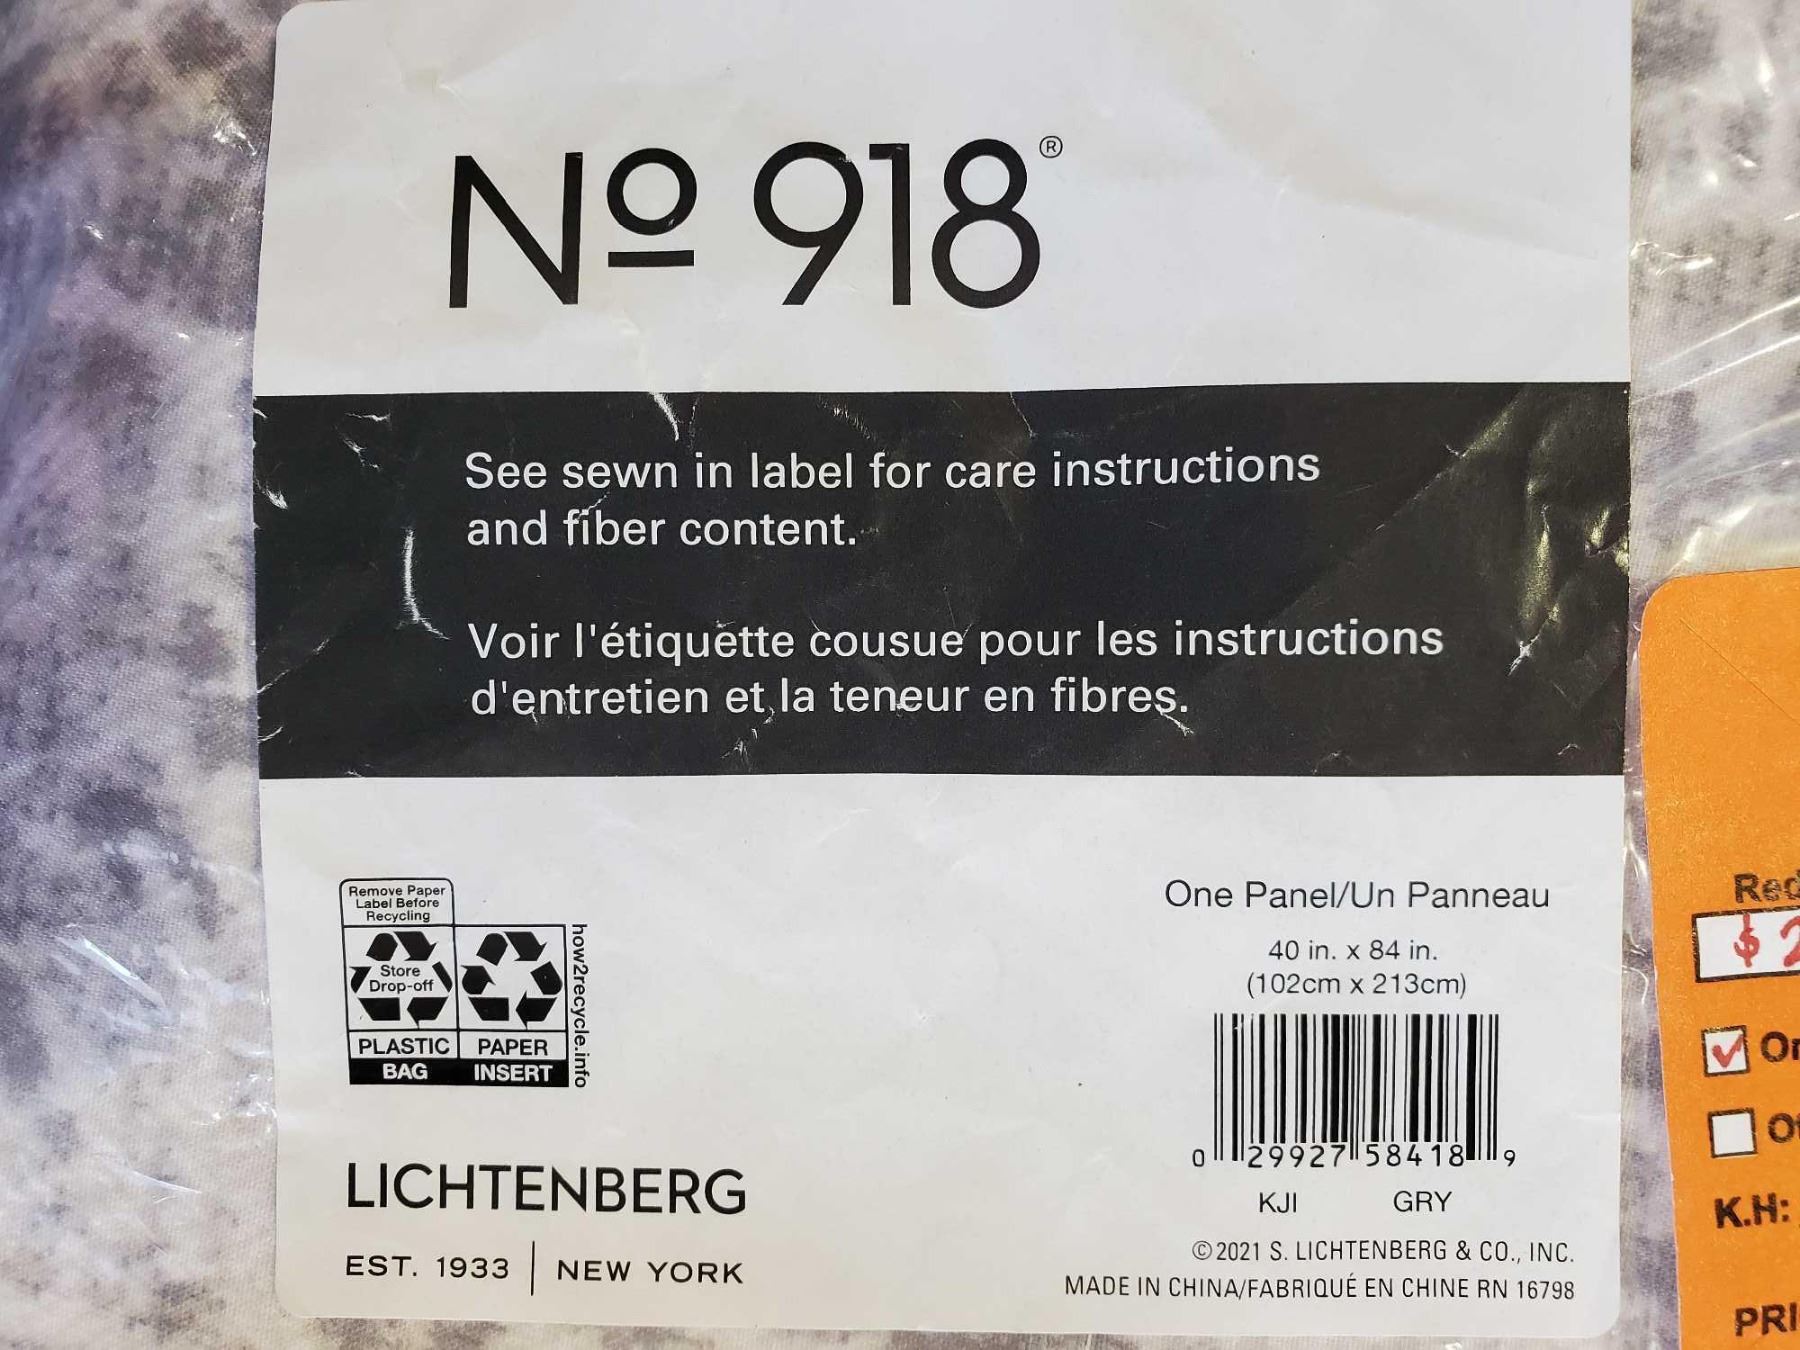 Nº 918®
See sewn in label for care instructions
and fiber content.
Voir l'étiquette cousue pour les instructions
d'entretien et la teneur en fibres.
Remove Paper
Label Before
Recycling
Store
Drop-off
PLASTIC
BAG
PAPER
INSERT
how2recycle.info
LICHTENBERG
EST. 1933 | NEW YORK
One Panel/Un Panneau
40 in. x 84 in.
(102cm x 213cm)
0 29927 58418 9
KJI GRY
©2021 S. LICHTENBERG & CO., INC.
MADE IN CHINA/FABRIQUÉ EN CHINE RN 16798
$ 2
K.H: